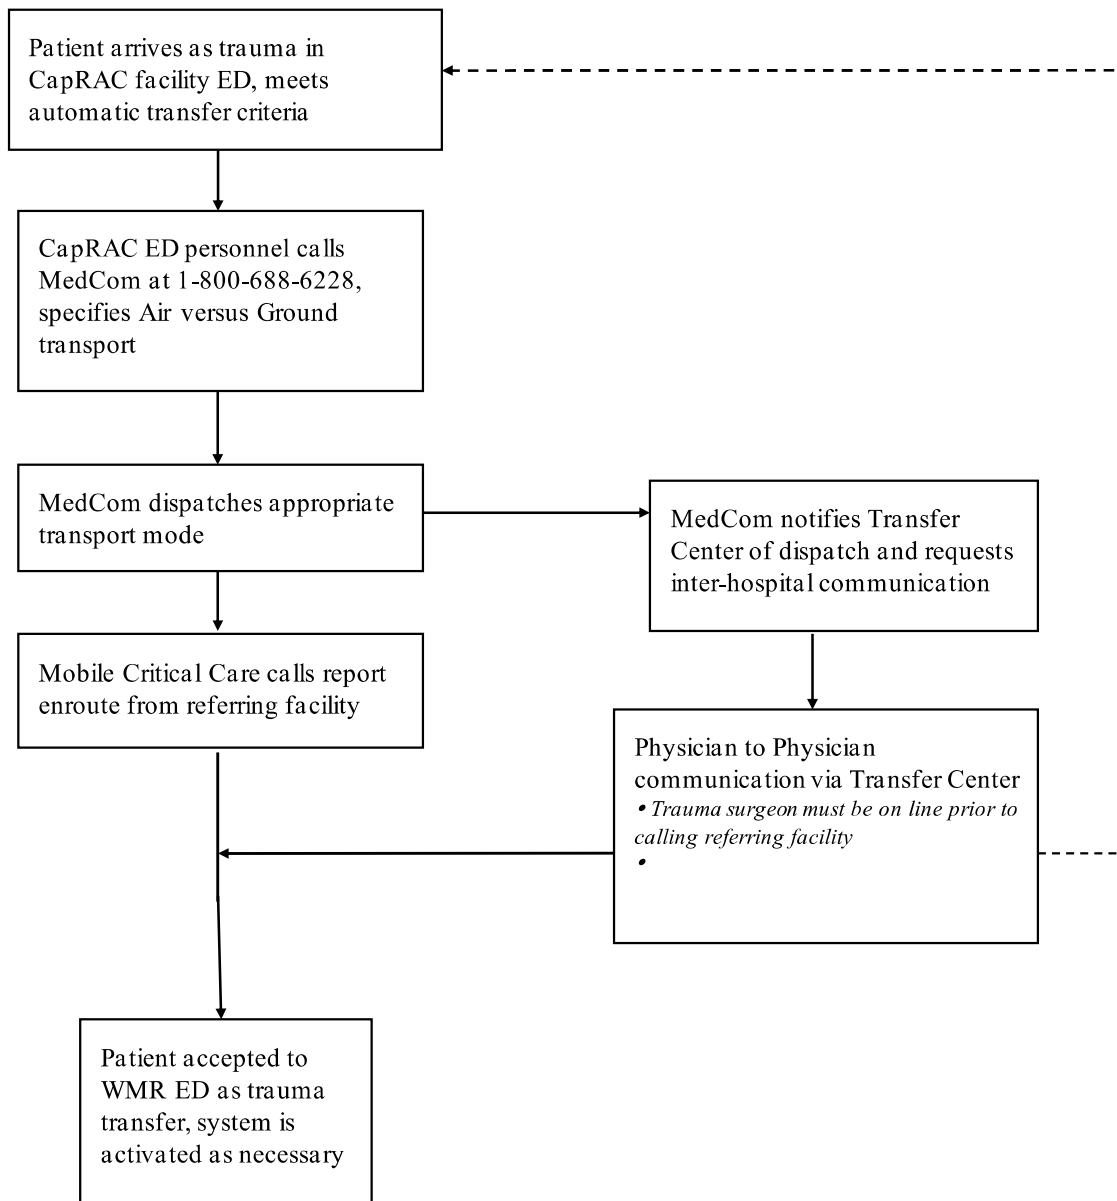 Patient arrives as trauma in
CapRAC facility ED, meets
automatic transfer criteria
CapRAC ED personnel calls
MedCom at 1-800-688-6228,
specifies Air versus Ground
transport
MedCom dispatches appropriate
transport mode
MedCom notifies Transfer
Center of dispatch and requests
inter-hospital communication
Mobile Critical Care calls report
enroute from referring facility
Physician to Physician
communication via Transfer Center
• Trauma surgeon must be on line prior to
calling referring facility
•
Patient accepted to
WMR ED as trauma
transfer, system is
activated as necessary